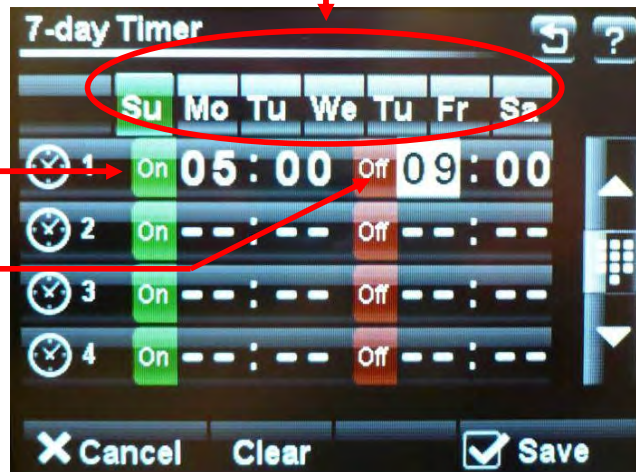 7-day Timer ?
Su Mo Tu We Tu Fr Sa
1 On 05:00 Off 09:00
2 On --:-- Off --:--
3 On --:-- Off --:--
4 On --:-- Off --:--
Cancel Clear Save